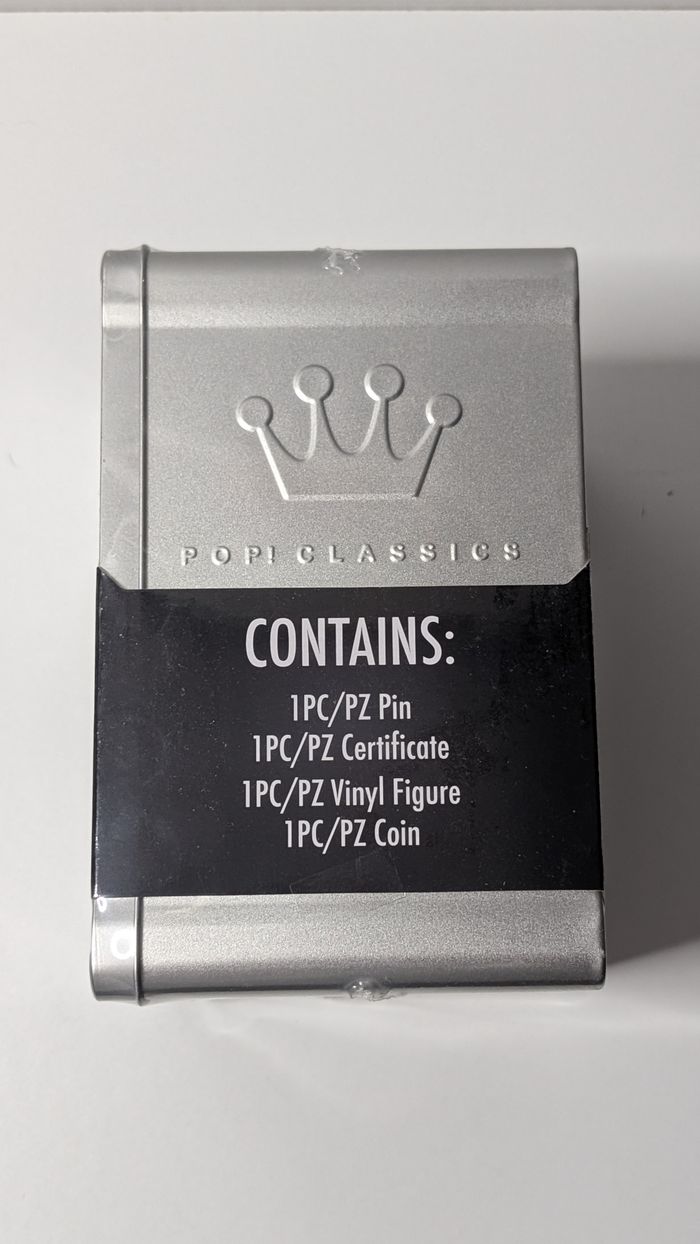 POP! CLASSICS
CONTAINS:
1PC/PZ Pin
1PC/PZ Certificate
1PC/PZ Vinyl Figure
1PC/PZ Coin